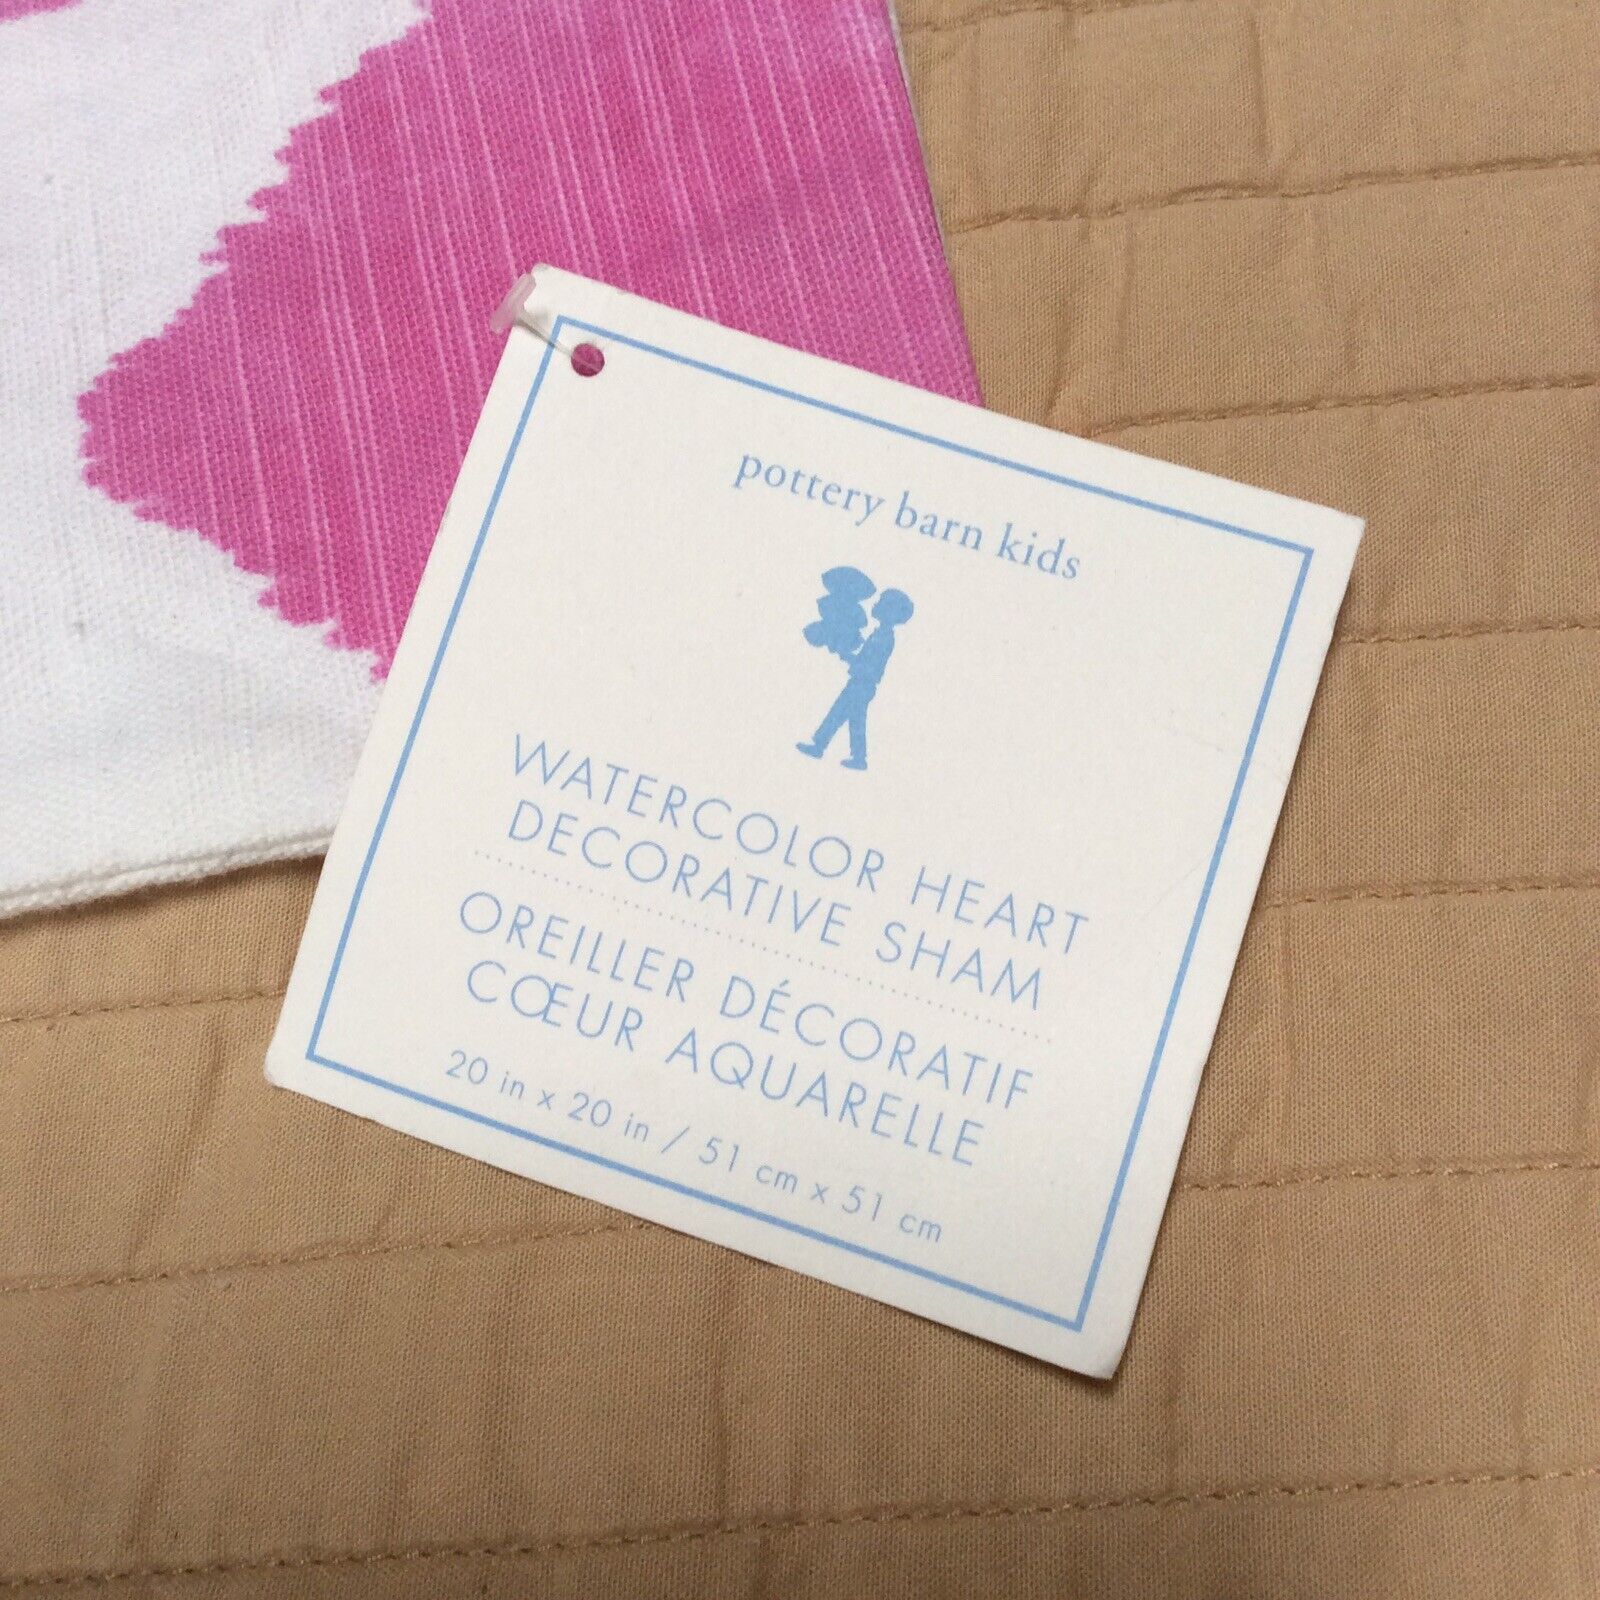 pottery barn kids
WATERCOLOR HEART
DECORATIVE SHAM
OREILLER DÉCORATIF
CŒUR AQUARELLE
20 in x 20 in / 51 cm x 51 cm